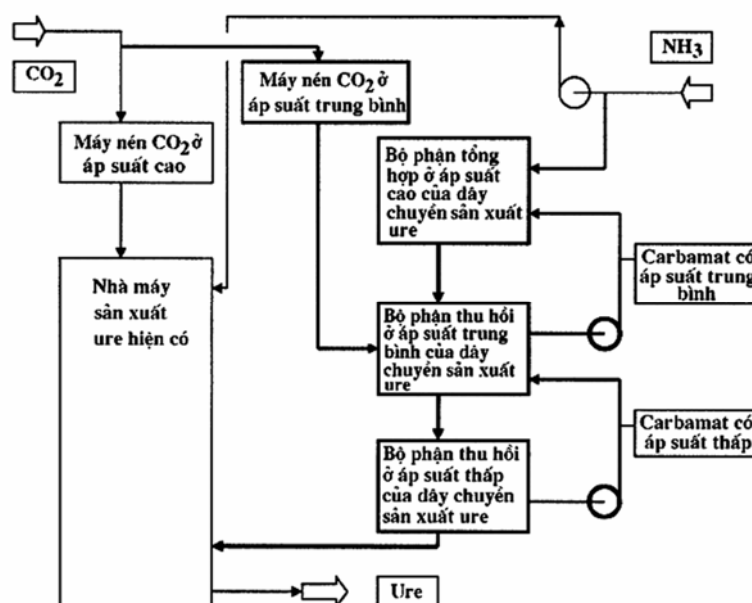 CO₂
NH₃
Máy nén CO₂ ở
áp suất trung bình
Máy nén CO₂ ở
áp suất cao
Bộ phận tổng
hợp ở áp suất
cao của dây
chuyền sản xuất
ure
Carbamat có
áp suất trung
bình
Nhà máy
sản xuất
ure hiện có
Bộ phận thu hồi
ở áp suất trung
bình của dây
chuyền sản xuất
ure
Carbamat có
áp suất thấp
Bộ phận thu hồi
ở áp suất thấp
của dây chuyền
sản xuất ure
Ure